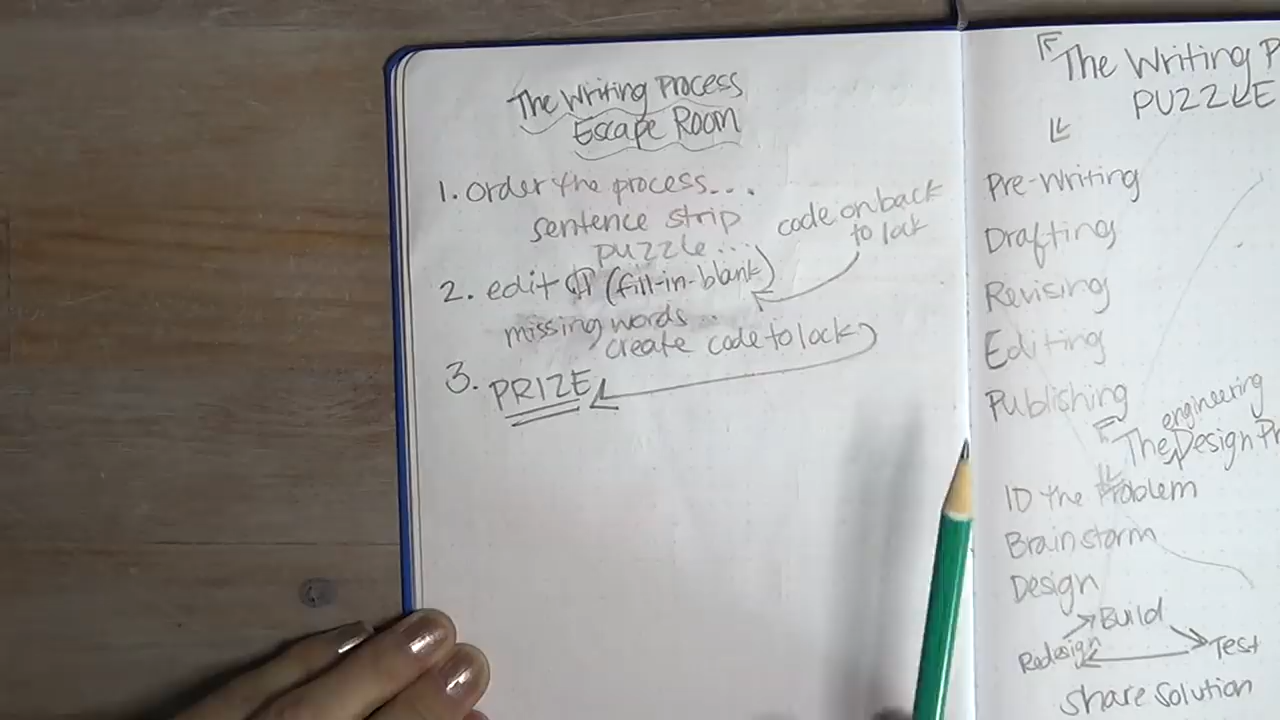 The Writing Process
Escape Room
1. order the process...
sentence strip
puzzle...
code on back
to lock
2. edit (fill-in-blank)
missing words...
create code to lock
3. PRIZE
The Writing P
PUZZLE
Pre-Writing
Drafting
Revising
Editing
Publishing
engineering
The Design Pr
ID the Problem
Brainstorm
Design
Build
Redesign
Test
Share Solution